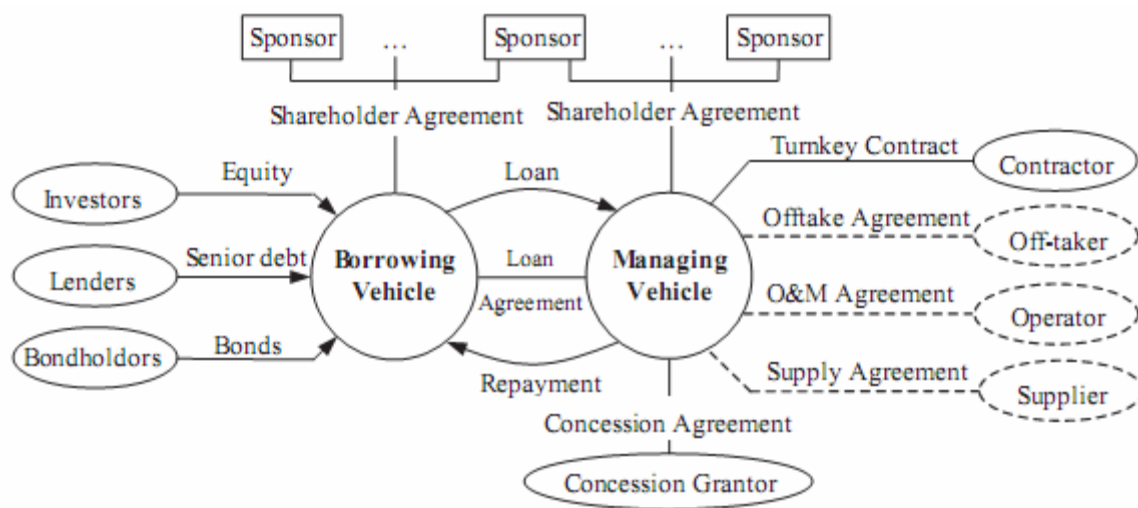 Sponsor
...
Sponsor
...
Sponsor
Shareholder Agreement
Shareholder Agreement
Turnkey Contract
Contractor
Equity
Loan
Investors
Offtake Agreement
Off-taker
Senior debt
Borrowing
Vehicle
Loan
Agreement
Managing
Vehicle
Lenders
O&M Agreement
Operator
Bondholdors
Bonds
Repayment
Supply Agreement
Supplier
Concession Agreement
Concession Grantor